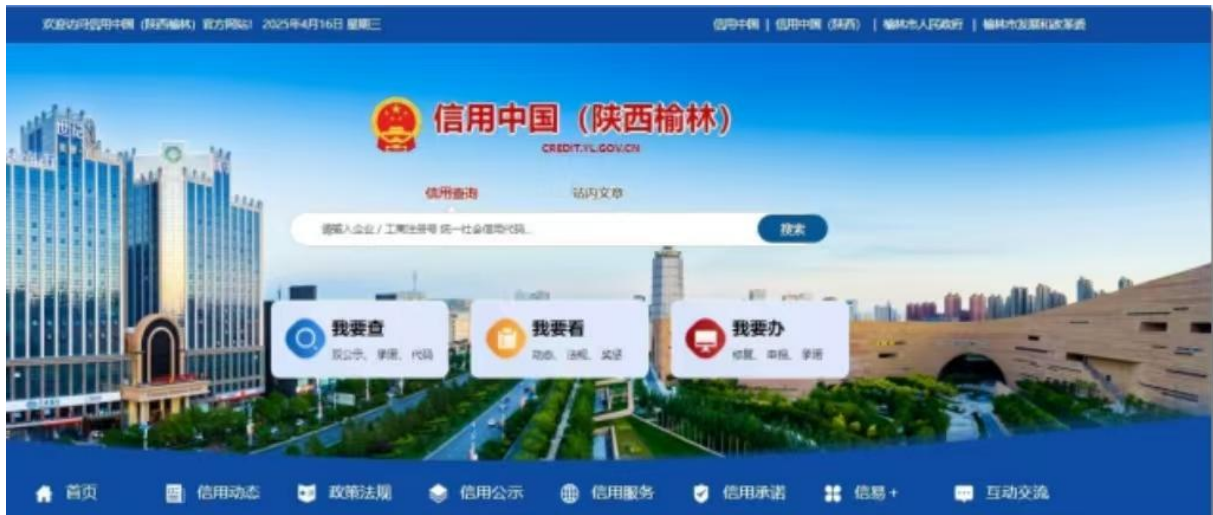 欢迎访问信用中国（陕西榆林）官方网站！ 2025年4月16日 星期三
信用中国 | 信用中国（陕西） | 榆林市人民政府 | 榆林市发展和改革委
信用中国（陕西榆林）
CREDIT.YL.GOV.CN
信用查询 站内文章
请输入企业 / 工商注册号 统一社会信用代码...
搜索
我要查
双公示、承诺、代码
我要看
动态、法规、奖惩
我要办
修复、申报、承诺
首页 信用动态 政策法规 信用公示 信用服务 信用承诺 信易+ 互动交流